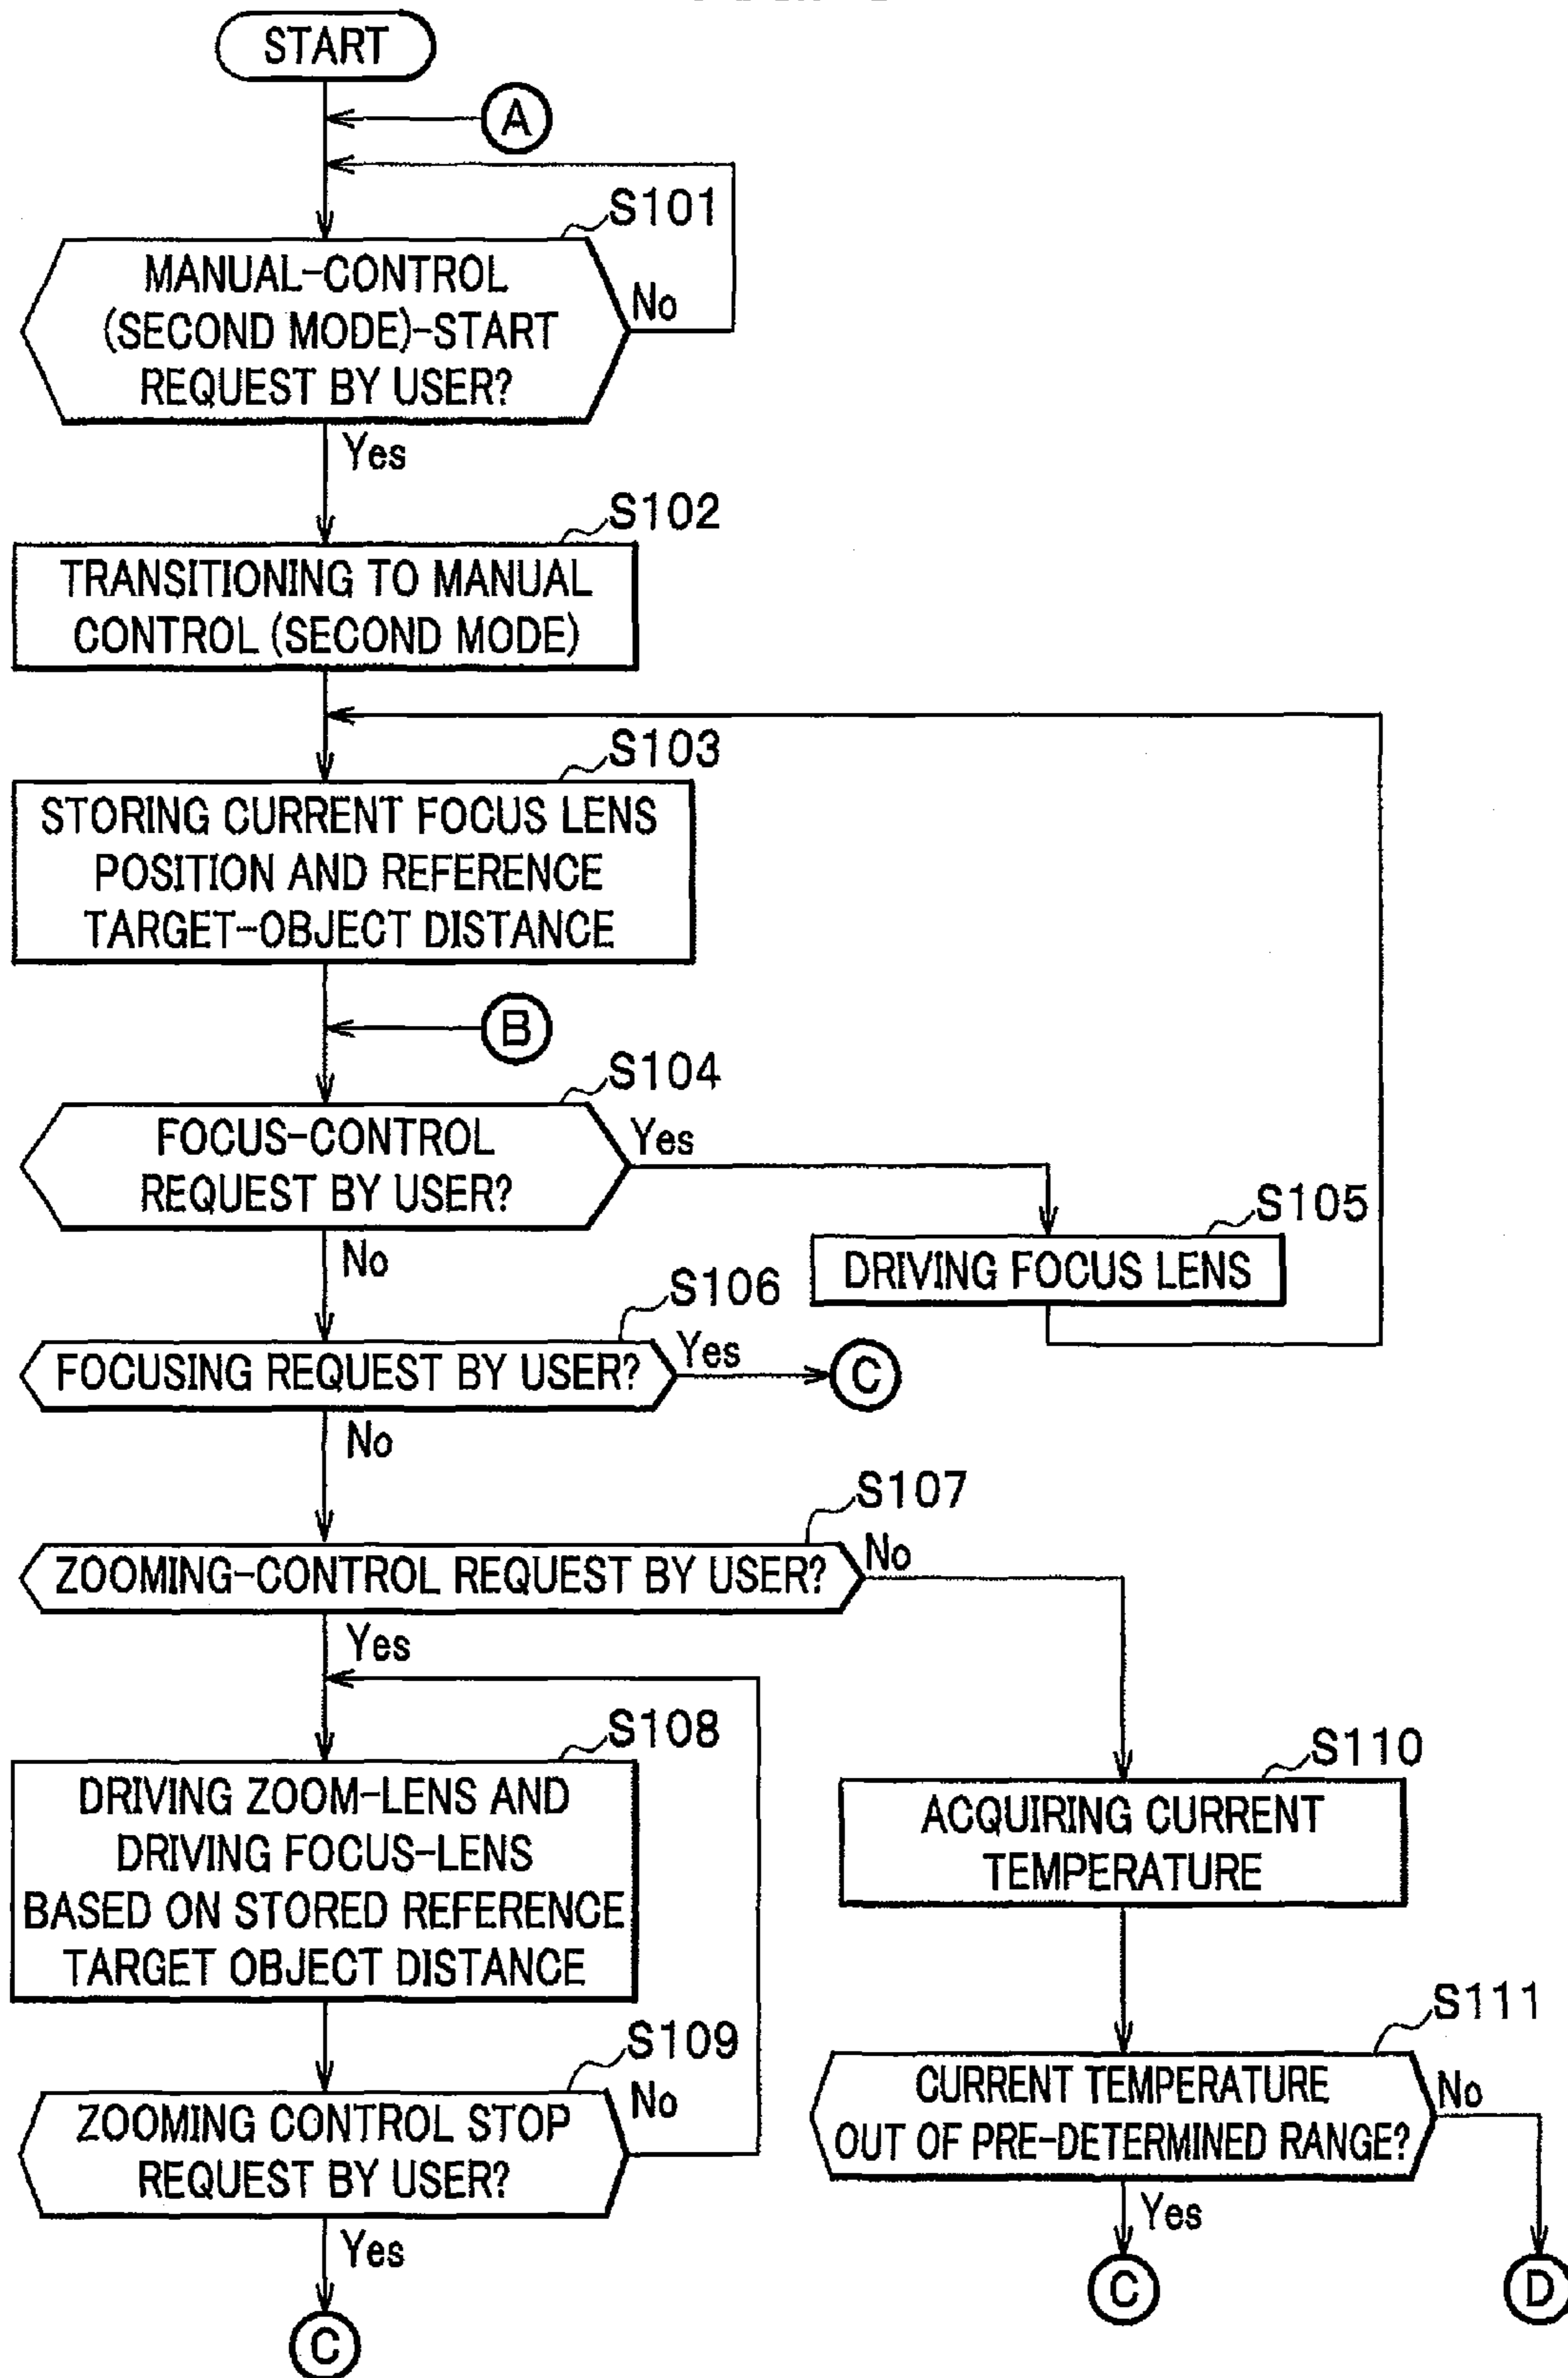 START
A
S101
MANUAL-CONTROL
(SECOND MODE)-START
REQUEST BY USER?
No
Yes
S102
TRANSITIONING TO MANUAL
CONTROL (SECOND MODE)
S103
STORING CURRENT FOCUS LENS
POSITION AND REFERENCE
TARGET-OBJECT DISTANCE
B
S104
FOCUS-CONTROL
REQUEST BY USER?
Yes
No
S105
DRIVING FOCUS LENS
S106
FOCUSING REQUEST BY USER?
Yes
C
No
S107
ZOOMING-CONTROL REQUEST BY USER?
No
Yes
S108
DRIVING ZOOM-LENS AND
DRIVING FOCUS-LENS
BASED ON STORED REFERENCE
TARGET OBJECT DISTANCE
S109
ZOOMING CONTROL STOP
REQUEST BY USER?
No
Yes
C
S110
ACQUIRING CURRENT
TEMPERATURE
S111
CURRENT TEMPERATURE
OUT OF PRE-DETERMINED RANGE?
No
Yes
C
D